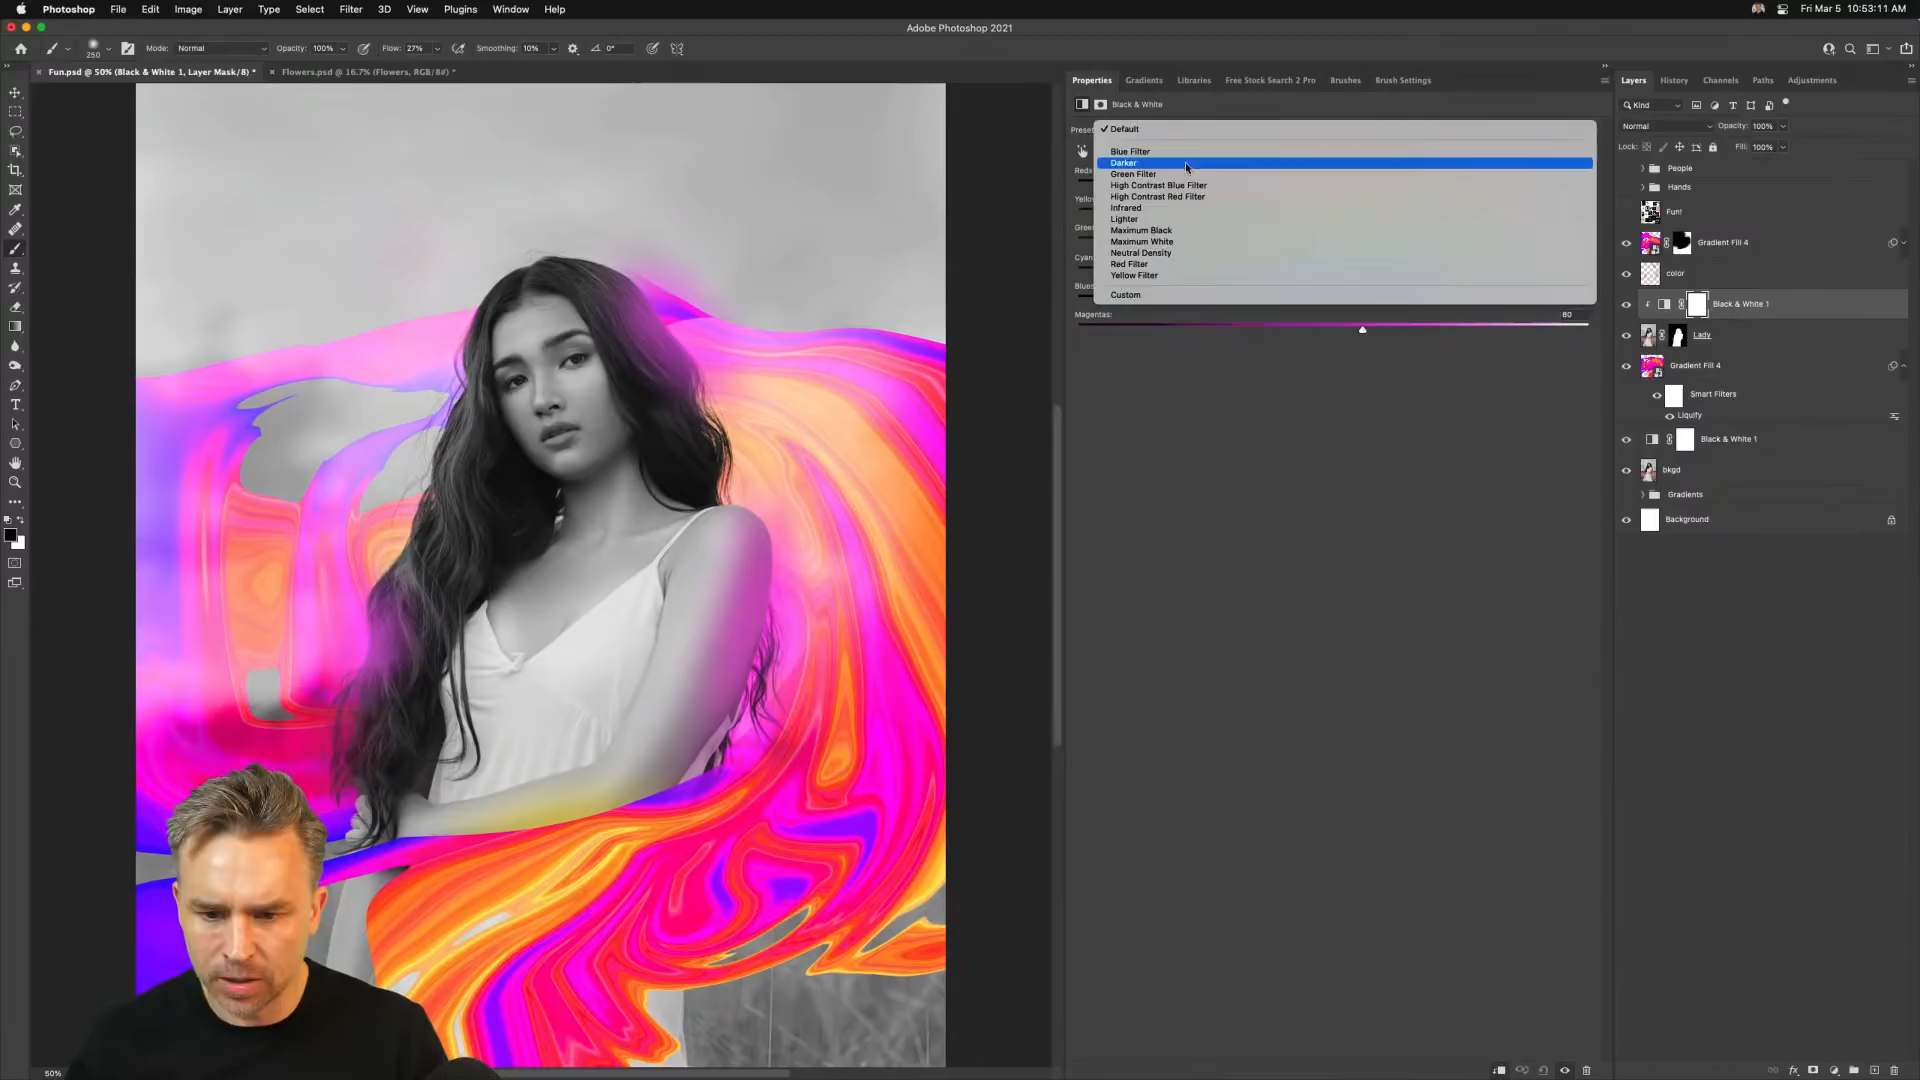 Photoshop File Edit Image Layer Type Select Filter 3D View Plugins Window Help Fri Mar 5 10:53:11 AM
Adobe Photoshop 2021
250 Mode: Normal Opacity: 100% Flow: 27% Smoothing: 10% 0°
Fun.psd @ 50% (Black & White 1, Layer Mask/8) * Flowers.psd @ 16.7% (Flowers, RGB/8#) *
Properties Gradients Libraries Free Stock Search 2 Pro Brushes Brush Settings
Black & White
Preset
Default
Blue Filter
Darker
Green Filter
High Contrast Blue Filter
High Contrast Red Filter
Infrared
Lighter
Maximum Black
Maximum White
Neutral Density
Red Filter
Yellow Filter
Custom
Reds
Yellow
Green
Cyan
Blues
Magentas: 80
Layers History Channels Paths Adjustments
Kind
Normal Opacity: 100%
Lock: Fill: 100%
People
Hands
Fun!
Gradient Fill 4
color
Black & White 1
Lady
Gradient Fill 4
Smart Filters
Liquify
Black & White 1
bkgd
Gradients
Background
50%